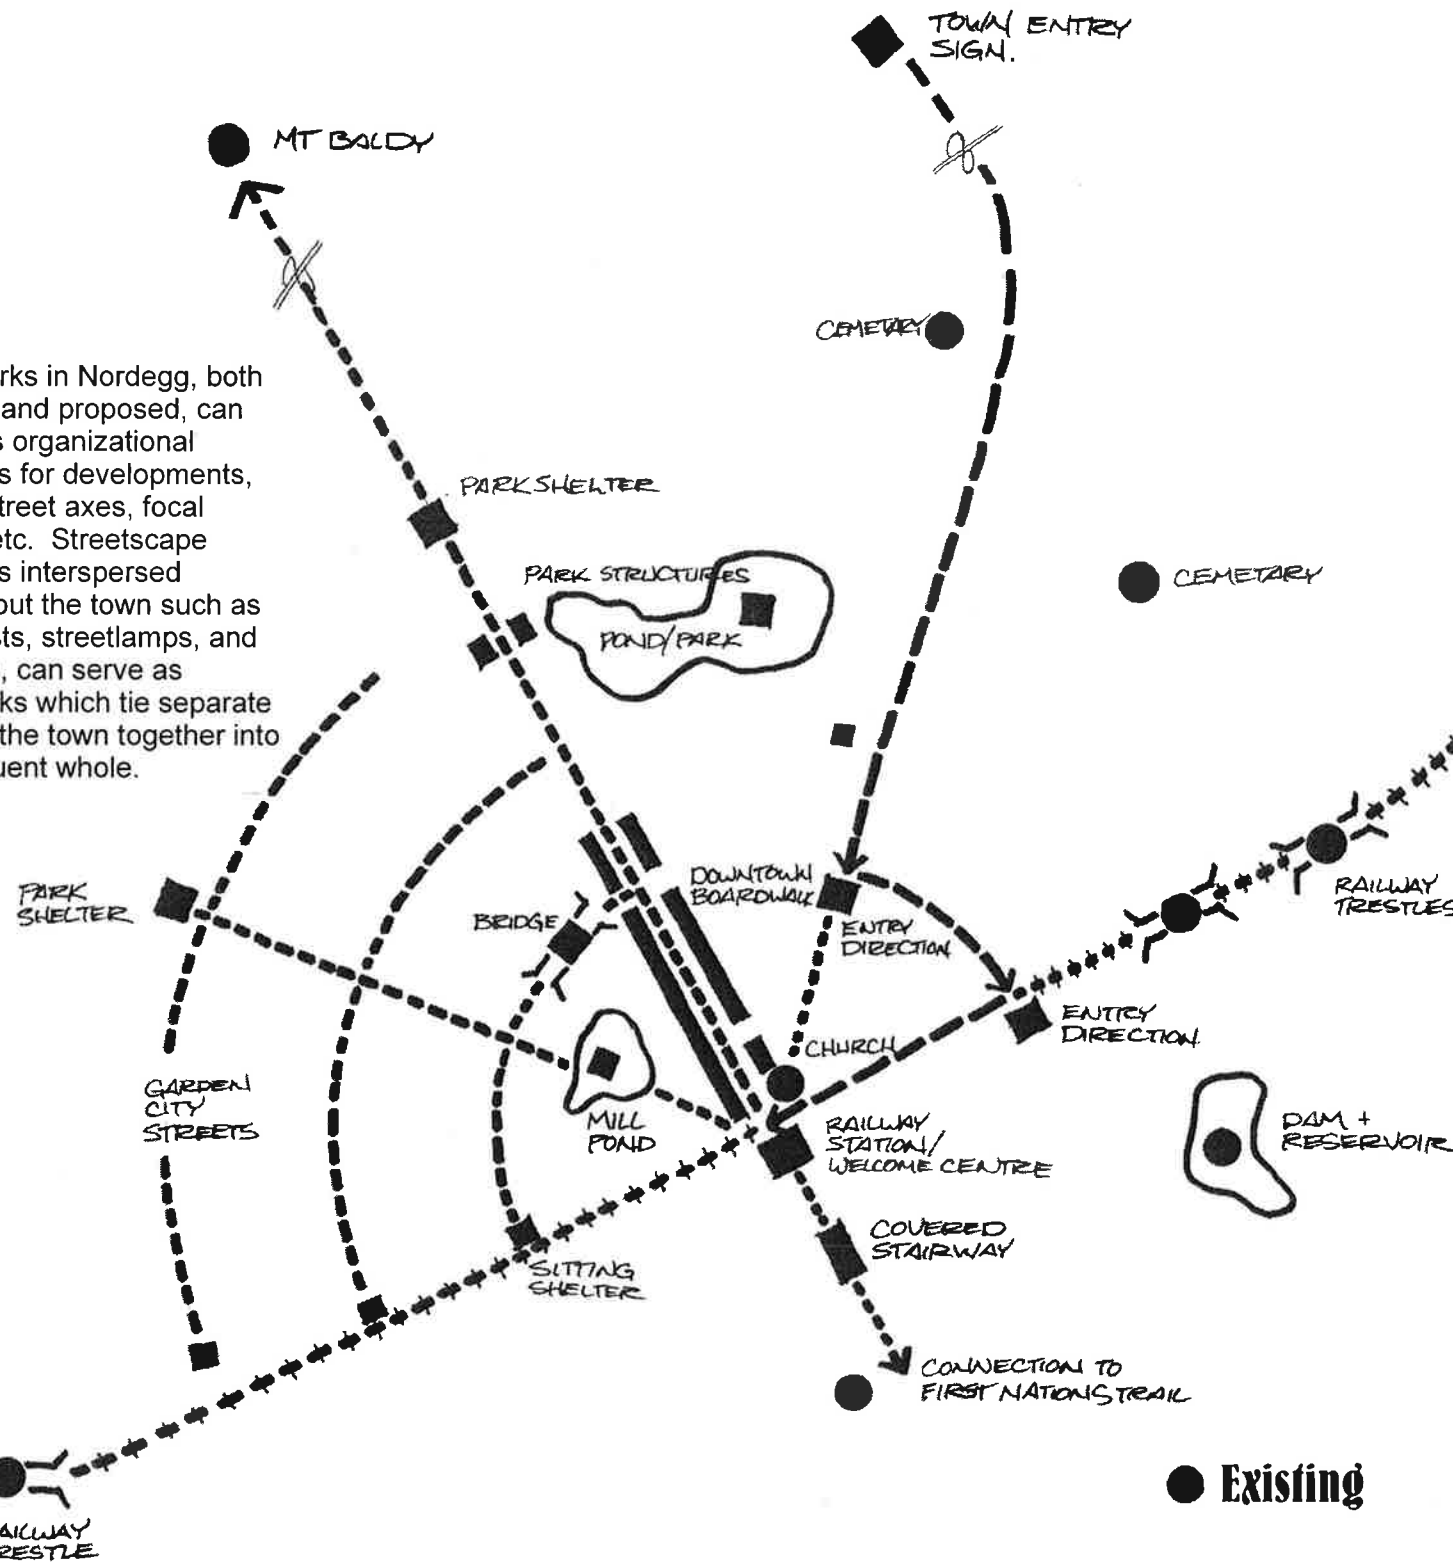 TOWN ENTRY
SIGN.
MT BALDY
CEMETARY
rks in Nordegg, both
and proposed, can
s organizational
s for developments,
treet axes, focal
etc. Streetscape
s interspersed
out the town such as
sts, streetlamps, and
, can serve as
ks which tie separate
the town together into
uent whole.
PARK SHELTER
PARK STRUCTURES
POND/PARK
CEMETARY
PARK
SHELTER
BRIDGE
DOWNTOWN
BOARDWALK
ENTRY
DIRECTION
RAILWAY
TRESTLES
ENTRY
DIRECTION
CHURCH
GARDEN
CITY
STREETS
MILL
POND
RAILWAY
STATION/
WELCOME CENTRE
DAM +
RESERVOIR
COVERED
STAIRWAY
SITTING
SHELTER
CONNECTION TO
FIRST NATIONS TRAIL
Existing
AILWAY
RESTLE